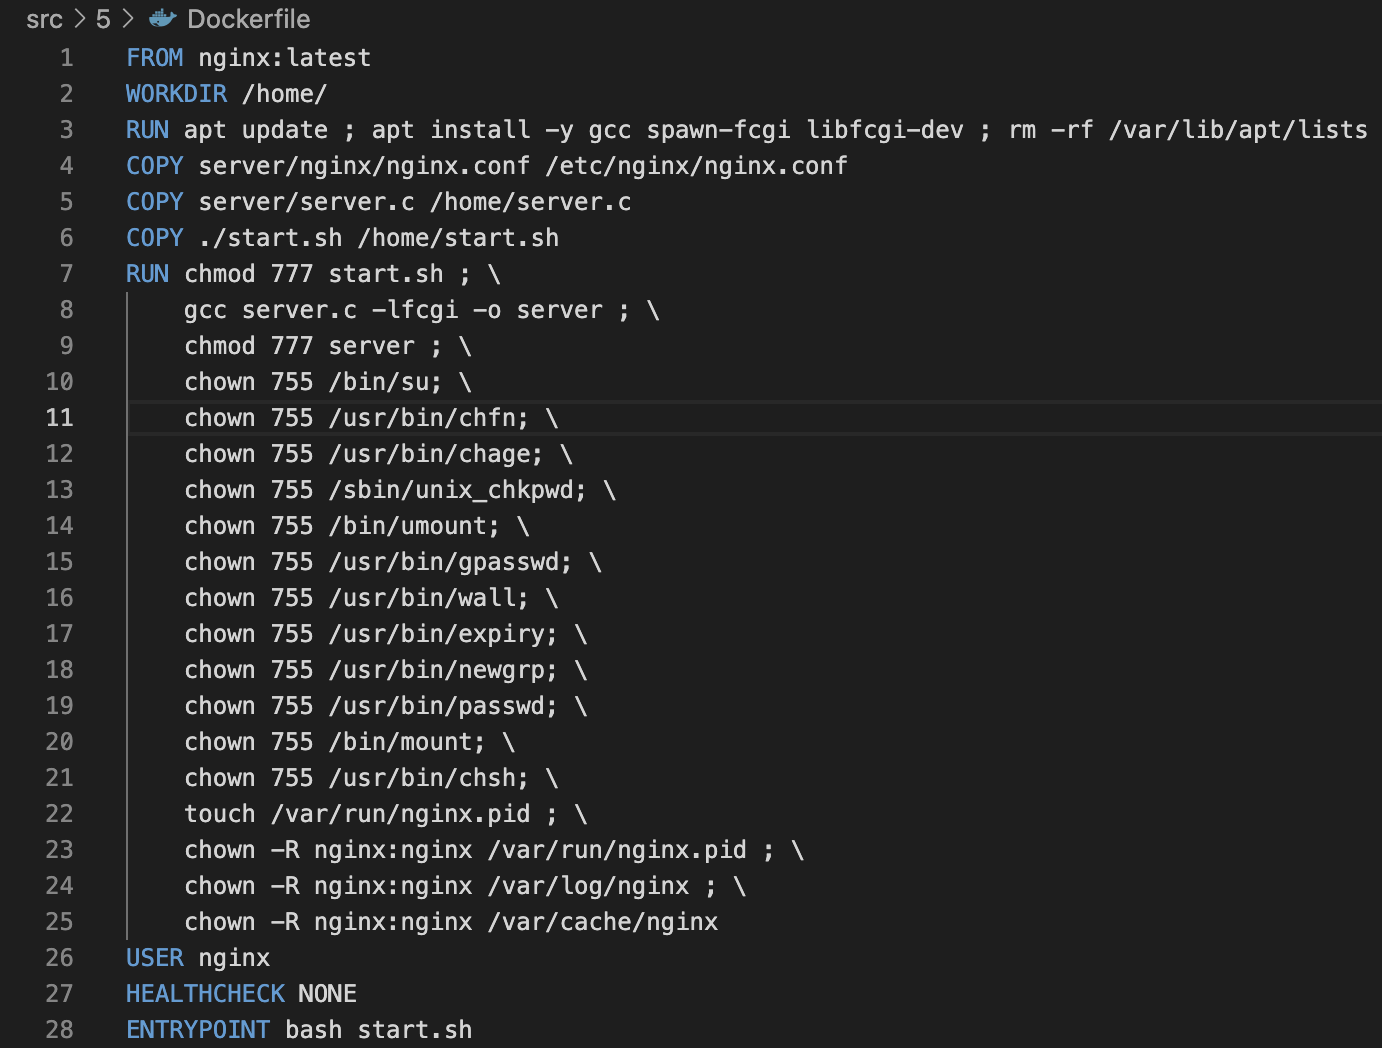 src > 5 > Dockerfile
1 FROM nginx:latest
2 WORKDIR /home/
3 RUN apt update ; apt install -y gcc spawn-fcgi libfcgi-dev ; rm -rf /var/lib/apt/lists
4 COPY server/nginx/nginx.conf /etc/nginx/nginx.conf
5 COPY server/server.c /home/server.c
6 COPY ./start.sh /home/start.sh
7 RUN chmod 777 start.sh ; \
8     gcc server.c -lfcgi -o server ; \
9     chmod 777 server ; \
10     chown 755 /bin/su; \
11     chown 755 /usr/bin/chfn; \
12     chown 755 /usr/bin/chage; \
13     chown 755 /sbin/unix_chkpwd; \
14     chown 755 /bin/umount; \
15     chown 755 /usr/bin/gpasswd; \
16     chown 755 /usr/bin/wall; \
17     chown 755 /usr/bin/expiry; \
18     chown 755 /usr/bin/newgrp; \
19     chown 755 /usr/bin/passwd; \
20     chown 755 /bin/mount; \
21     chown 755 /usr/bin/chsh; \
22     touch /var/run/nginx.pid ; \
23     chown -R nginx:nginx /var/run/nginx.pid ; \
24     chown -R nginx:nginx /var/log/nginx ; \
25     chown -R nginx:nginx /var/cache/nginx
26 USER nginx
27 HEALTHCHECK NONE
28 ENTRYPOINT bash start.sh